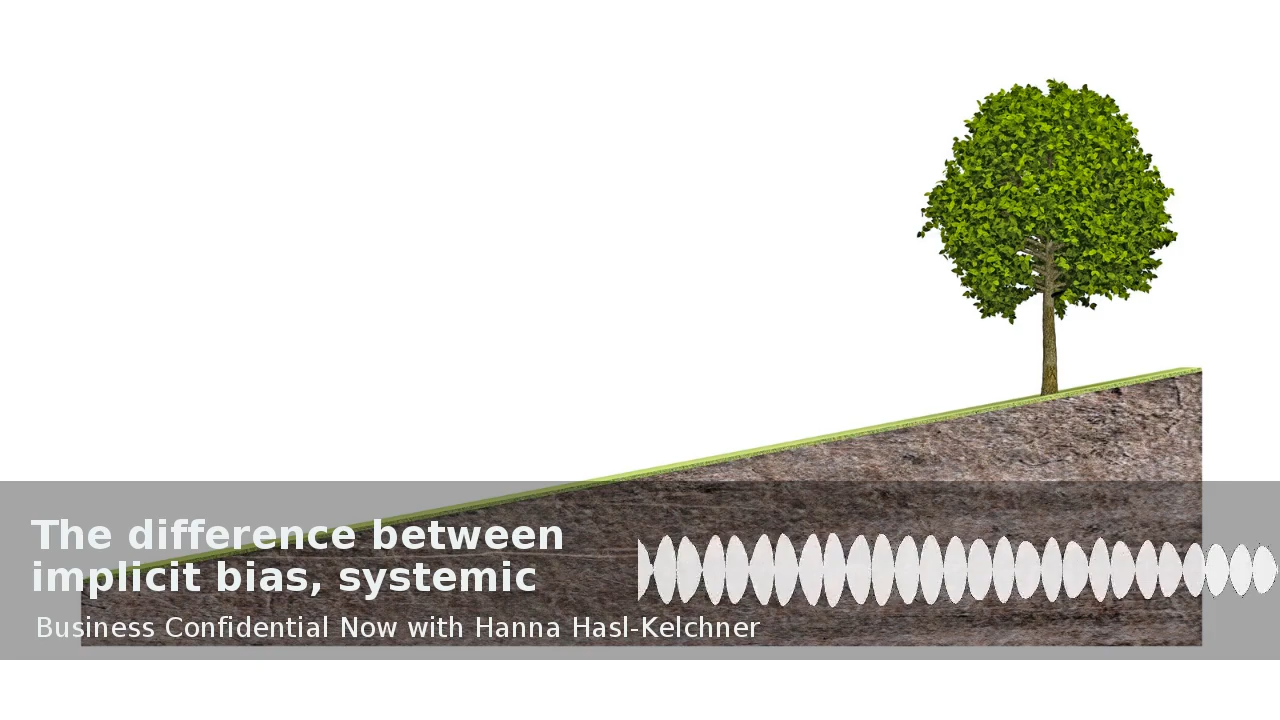 The difference between
implicit bias, systemic
Business Confidential Now with Hanna Hasl-Kelchner